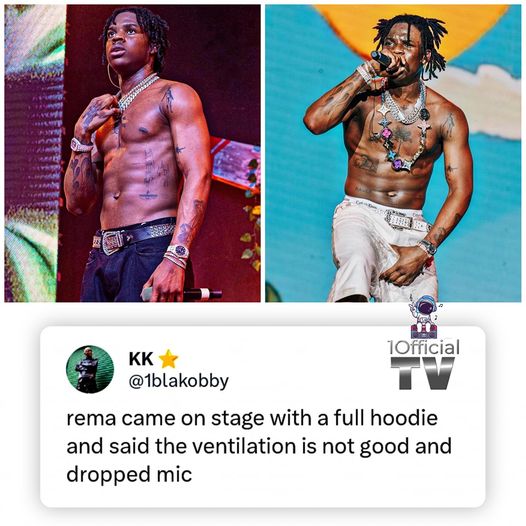 1Official
TV
KK
@1blakobby
rema came on stage with a full hoodie
and said the ventilation is not good and
dropped mic